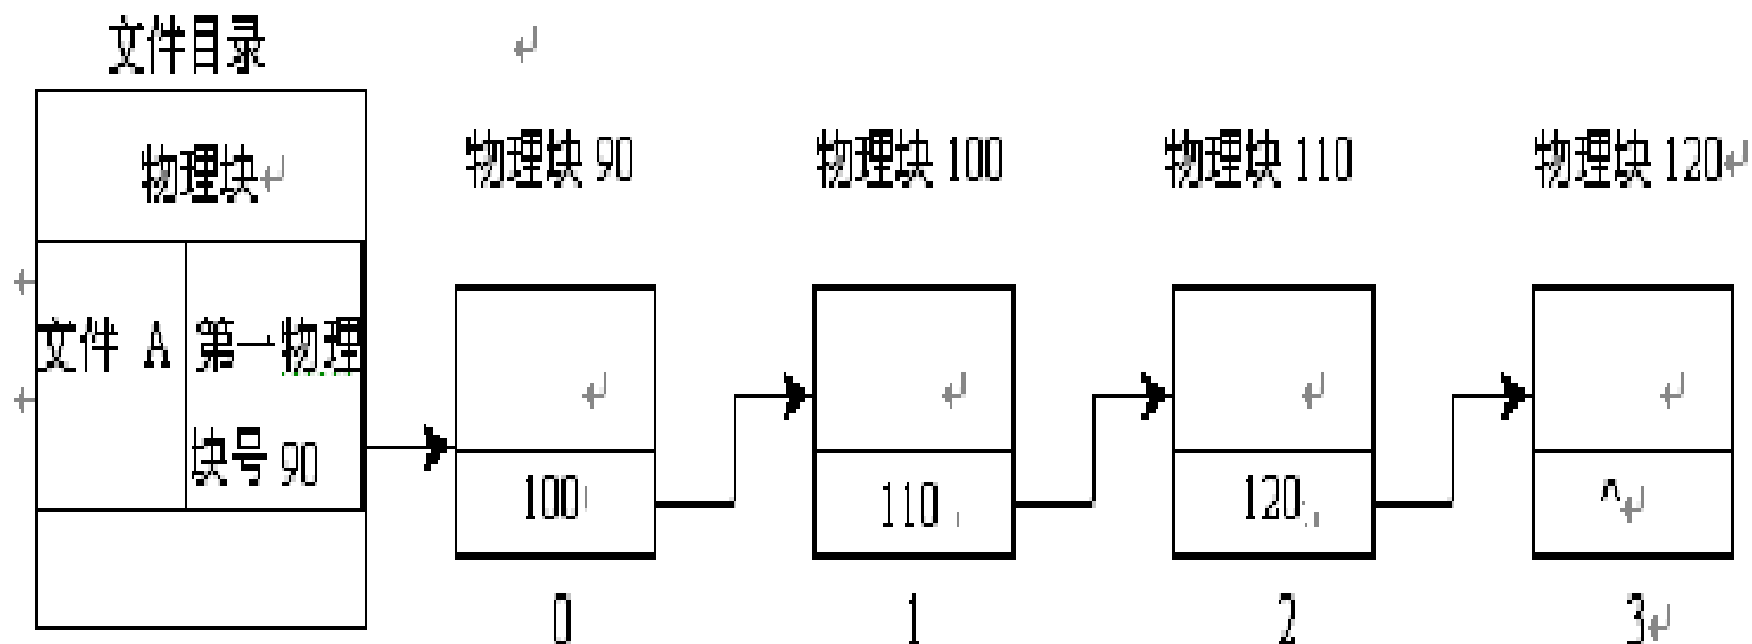 文件目录
物理块
物理块 90
物理块 100
物理块 110
物理块 120
文件 A
第一物理
块号 90
100
110
120
^
0
1
2
3